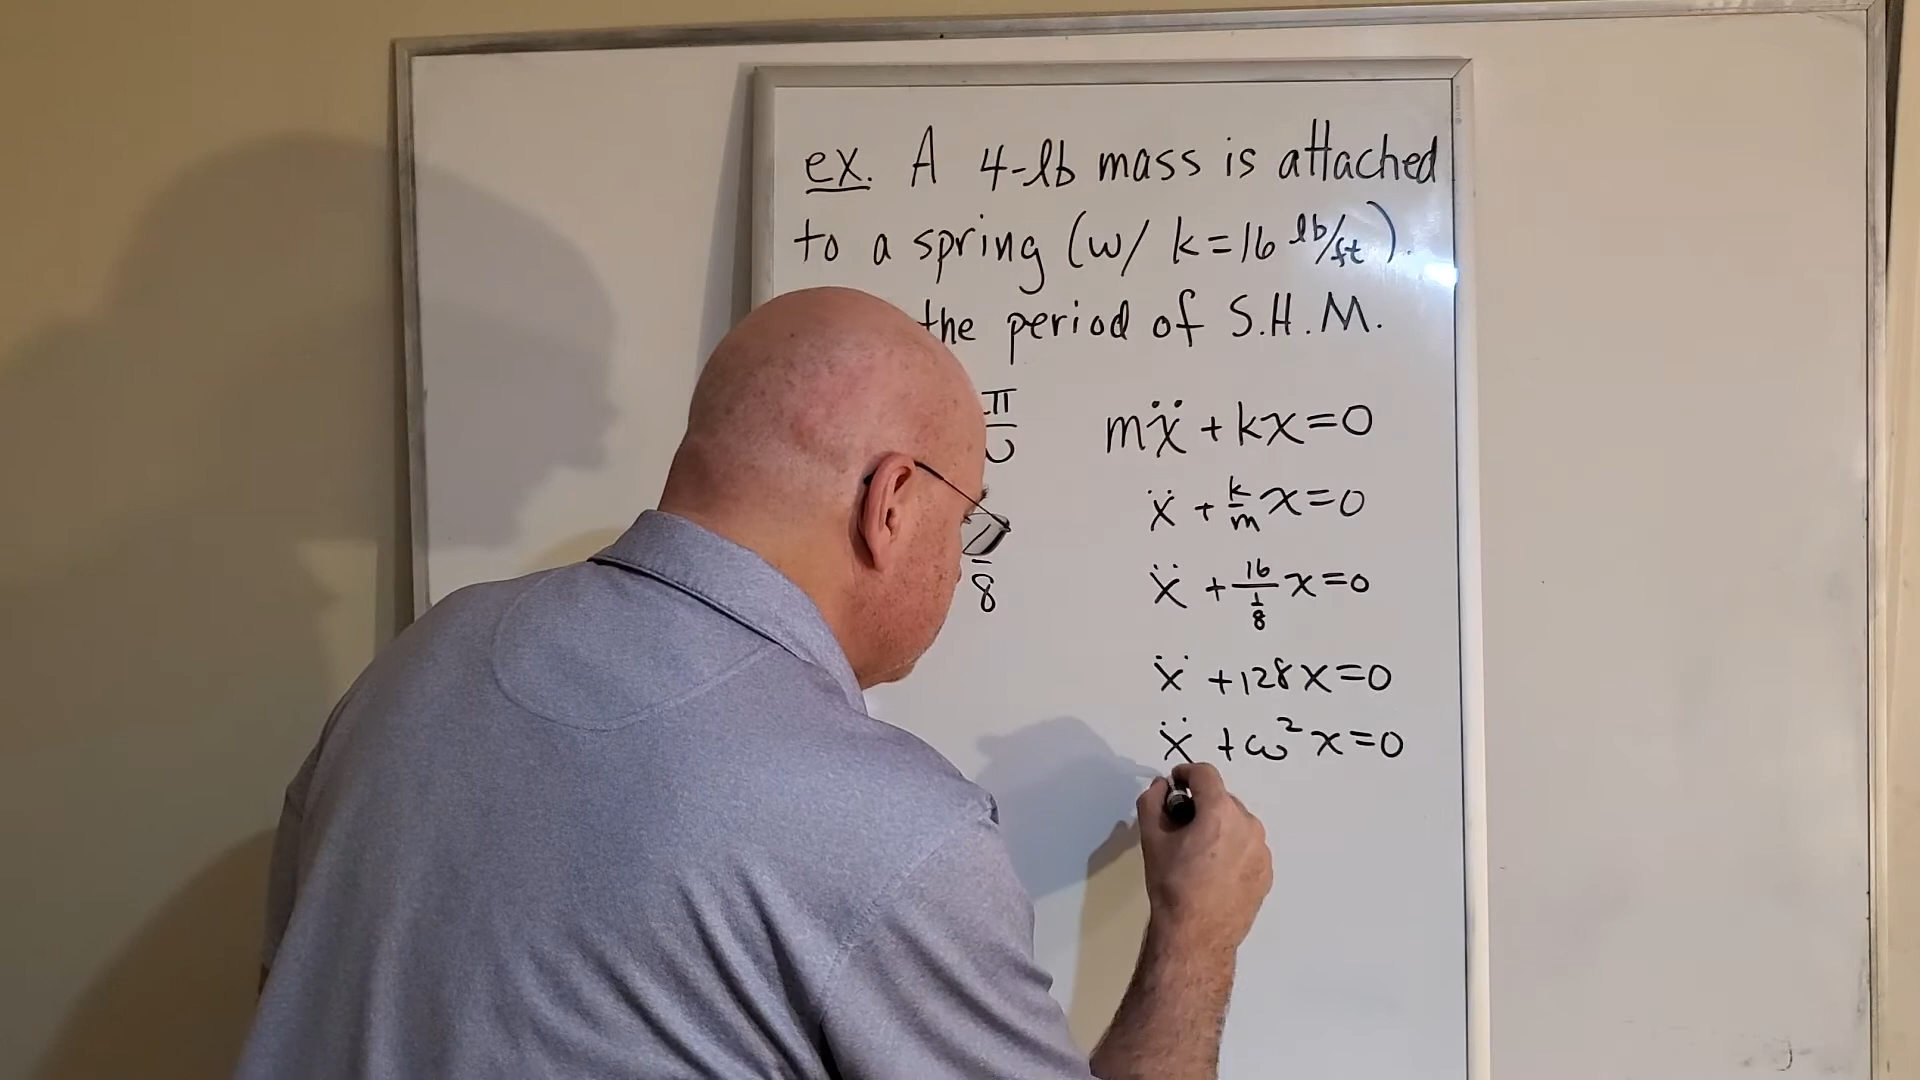 ex. A 4-lb mass is attached
to a spring (w/ k=16 lb/ft).
the period of S.H.M.
π
8
mẍ + kx=0
ẍ + k/m x=0
ẍ + 16/(1/8) x=0
ẍ +128x=0
ẍ +ω² x=0